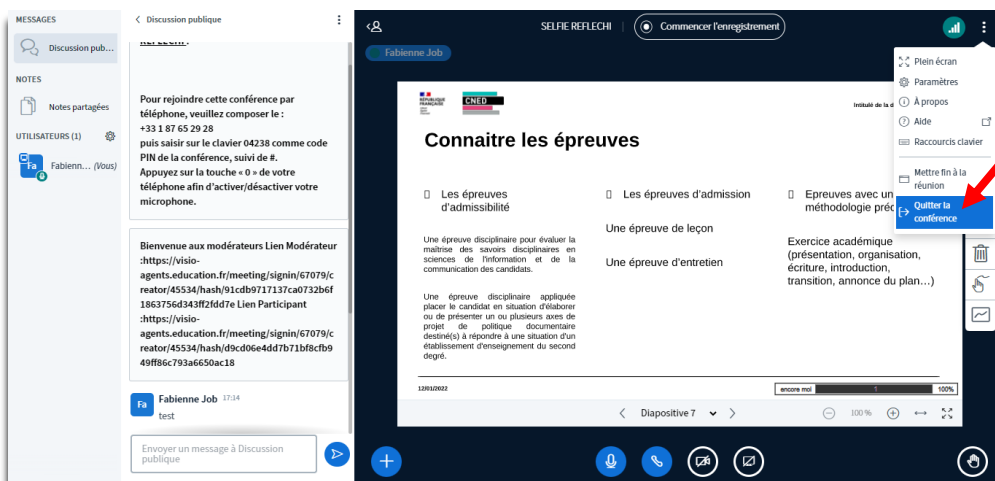 MESSAGES
Discussion pub...
NOTES
Notes partagées
UTILISATEURS (1)
Fa
Fabienn... (Vous)
Discussion publique
REFLECHI :
Pour rejoindre cette conférence par
téléphone, veuillez composer le :
+33 1 87 65 29 28
puis saisir sur le clavier 04238 comme code
PIN de la conférence, suivi de #.
Appuyez sur la touche « 0 » de votre
téléphone afin d'activer/désactiver votre
microphone.
Bienvenue aux modérateurs Lien Modérateur
:https://visio-
agents.education.fr/meeting/signin/67079/c
reator/45534/hash/91cdb9717137ca0732b6f
1863756d343ff2fdd7e Lien Participant
:https://visio-
agents.education.fr/meeting/signin/67079/c
reator/45534/hash/d9cd06e4dd7b71bf8cfb9
49ff86c793a6650ac18
Fa
Fabienne Job 17:14
test
Envoyer un message à Discussion
publique
SELFIE REFLECHI
Commencer l'enregistrement
Fabienne Job
RÉPUBLIQUE
FRANÇAISE
CNED
Intitulé de la d
Connaitre les épreuves
Les épreuves
d'admissibilité
Une épreuve disciplinaire pour évaluer la
maîtrise des savoirs disciplinaires en
sciences de l'information et de la
communication des candidats.
Une épreuve disciplinaire appliquée
placer le candidat en situation d'élaborer
ou de présenter un ou plusieurs axes de
projet de politique documentaire
destiné(s) à répondre à une situation d'un
établissement d'enseignement du second
degré.
Les épreuves d'admission
Une épreuve de leçon
Une épreuve d'entretien
Epreuves avec un
méthodologie préc
Exercice académique
(présentation, organisation,
écriture, introduction,
transition, annonce du plan…)
12/01/2022
encore moi
100%
Diapositive 7
100 %
Plein écran
Paramètres
À propos
Aide
Raccourcis clavier
Mettre fin à la
réunion
Quitter la
conférence